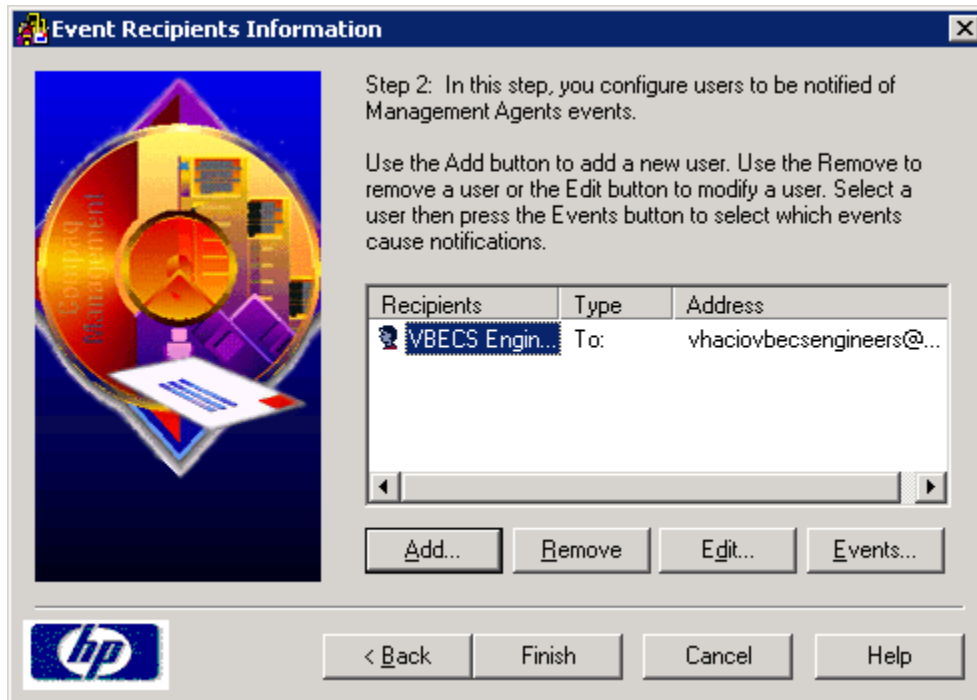 Event Recipients Information
Step 2: In this step, you configure users to be notified of
Management Agents events.
Use the Add button to add a new user. Use the Remove to
remove a user or the Edit button to modify a user. Select a
user then press the Events button to select which events
cause notifications.
Compaq
Management
Recipients Type Address
VBECS Engin... To: vhaciovbecsengineers@...
Add... Remove Edit... Events...
hp
< Back Finish Cancel Help